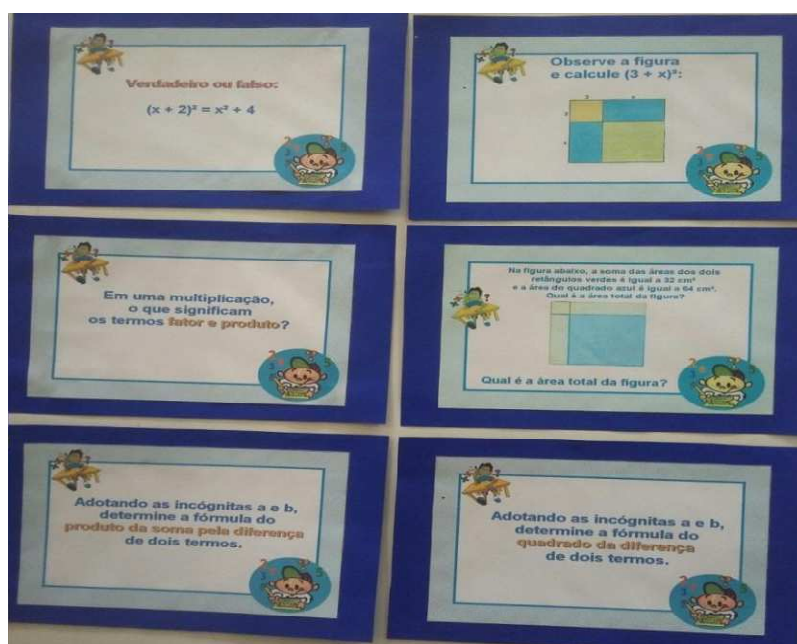 Verdadeiro ou falso:
(x + 2)² = x² + 4
Observe a figura
e calcule (3 + x)²:
3
x
3
x
Em uma multiplicação,
o que significam
os termos fator e produto?
Na figura abaixo, a soma das áreas dos dois
retângulos verdes é igual a 32 cm²
e a área do quadrado azul é igual a 64 cm².
Qual é a área total da figura?
Qual é a área total da figura?
Adotando as incógnitas a e b,
determine a fórmula do
produto da soma pela diferença
de dois termos.
Adotando as incógnitas a e b,
determine a fórmula do
quadrado da diferença
de dois termos.